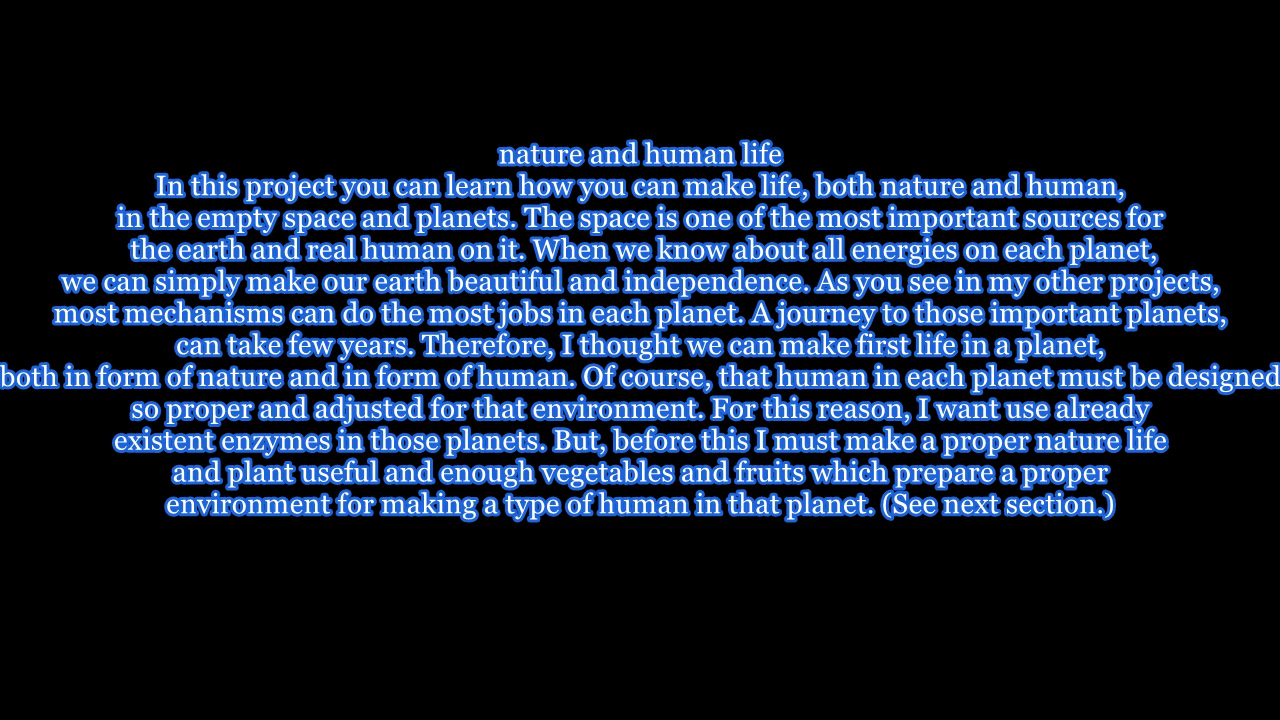 nature and human life
In this project you can learn how you can make life, both nature and human,
in the empty space and planets. The space is one of the most important sources for
the earth and real human on it. When we know about all energies on each planet,
we can simply make our earth beautiful and independence. As you see in my other projects,
most mechanisms can do the most jobs in each planet. A journey to those important planets,
can take few years. Therefore, I thought we can make first life in a planet,
both in form of nature and in form of human. Of course, that human in each planet must be designed
so proper and adjusted for that environment. For this reason, I want use already
existent enzymes in those planets. But, before this I must make a proper nature life
and plant useful and enough vegetables and fruits which prepare a proper
environment for making a type of human in that planet. (See next section.)